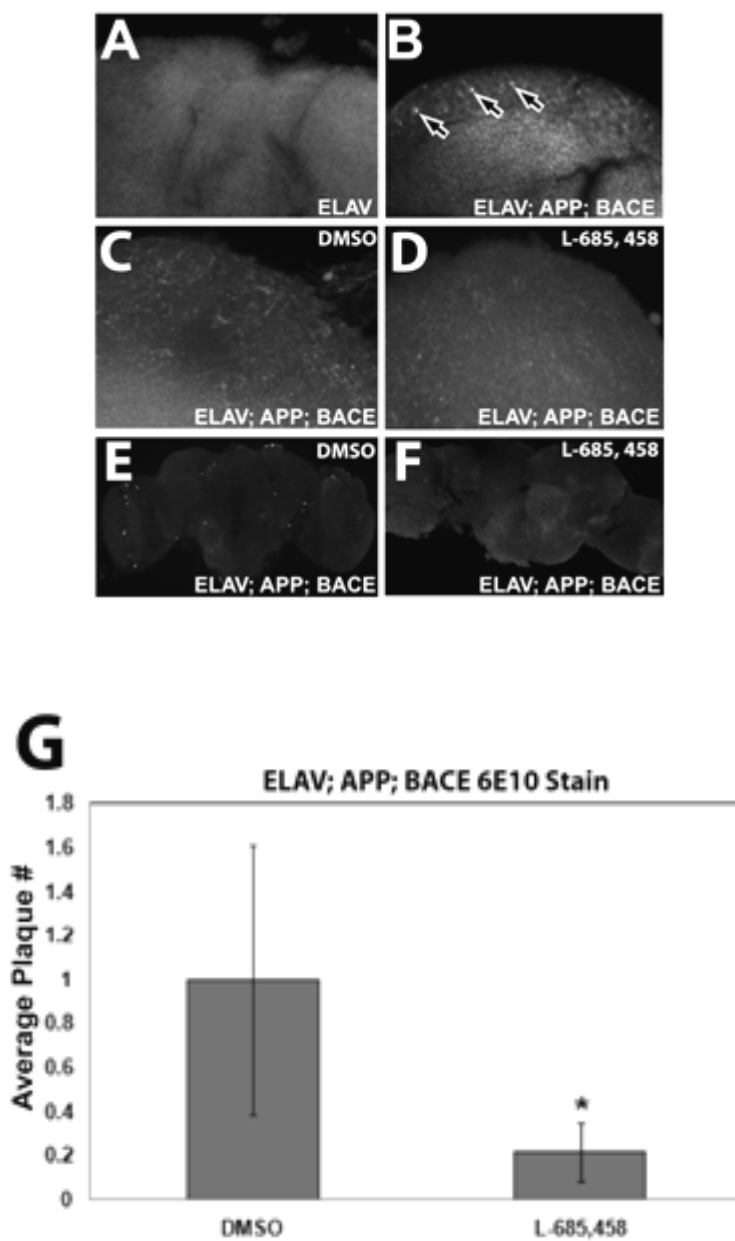 A
ELAV
B
ELAV; APP; BACE
C
DMSO
ELAV; APP; BACE
D
L-685, 458
ELAV; APP; BACE
E
DMSO
ELAV; APP; BACE
F
L-685, 458
ELAV; APP; BACE
G
ELAV; APP; BACE 6E10 Stain
Average Plaque #
1.8
1.6
1.4
1.2
1
0.8
0.6
0.4
0.2
0
*
DMSO
L-685,458